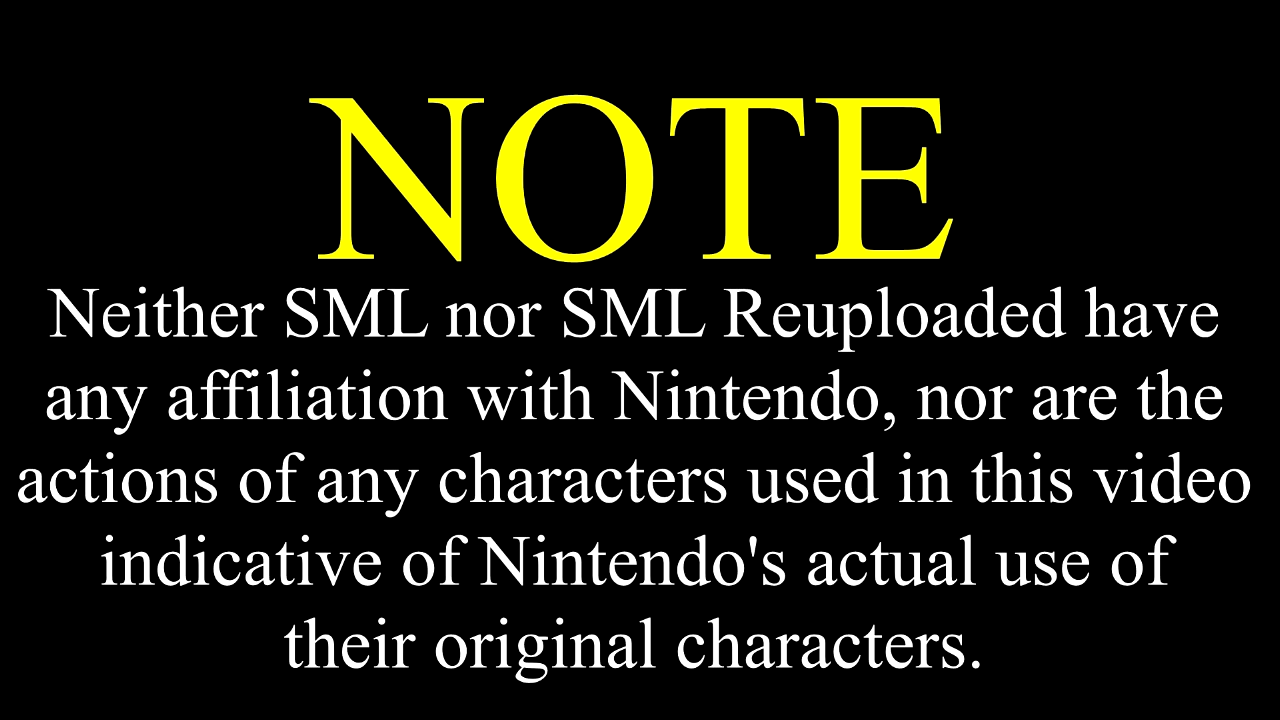 NOTE
Neither SML nor SML Reuploaded have
any affiliation with Nintendo, nor are the
actions of any characters used in this video
indicative of Nintendo's actual use of
their original characters.